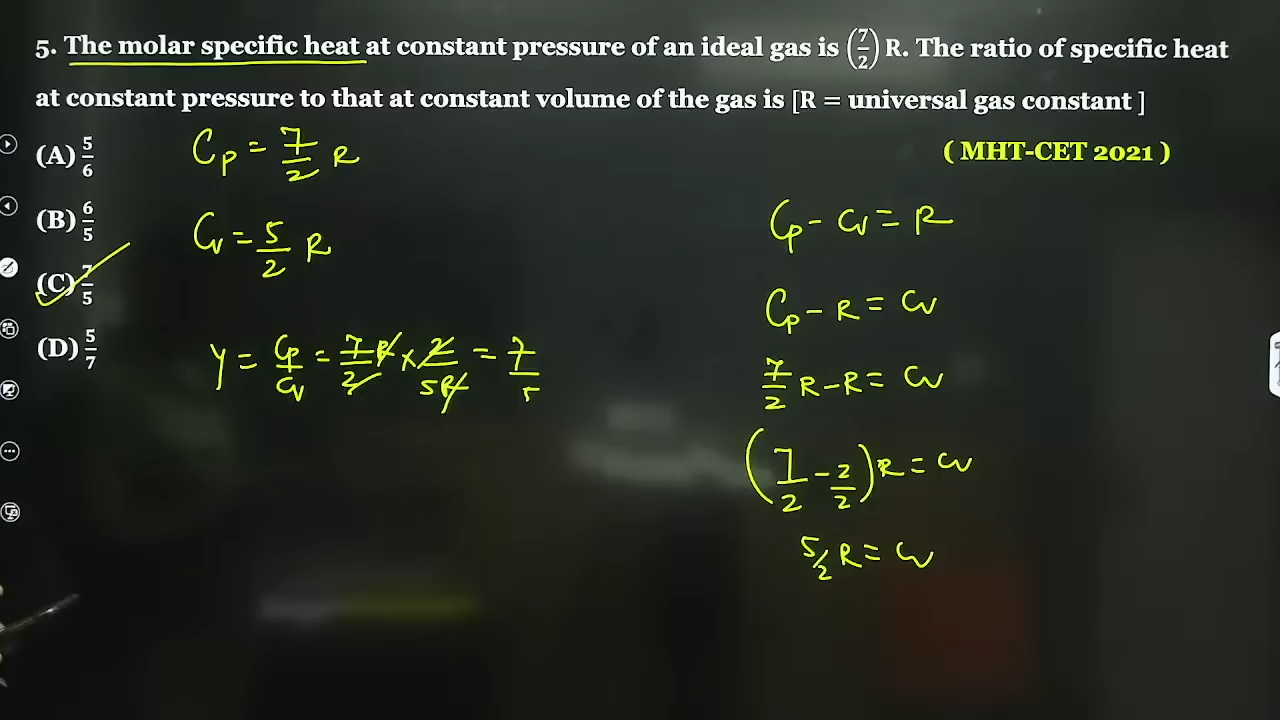 5. The molar specific heat at constant pressure of an ideal gas is (7/2) R. The ratio of specific heat
at constant pressure to that at constant volume of the gas is [R = universal gas constant ]
(A) 5/6
(B) 6/5
(C) 7/5
(D) 5/7
( MHT-CET 2021 )
Cp = 7/2 R
Cv = 5/2 R
γ = Cp/Cv = 7/2 R × 2/5R = 7/5
Cp - Cv = R
Cp - R = Cv
7/2 R - R = Cv
(7/2 - 2/2) R = Cv
5/2 R = Cv